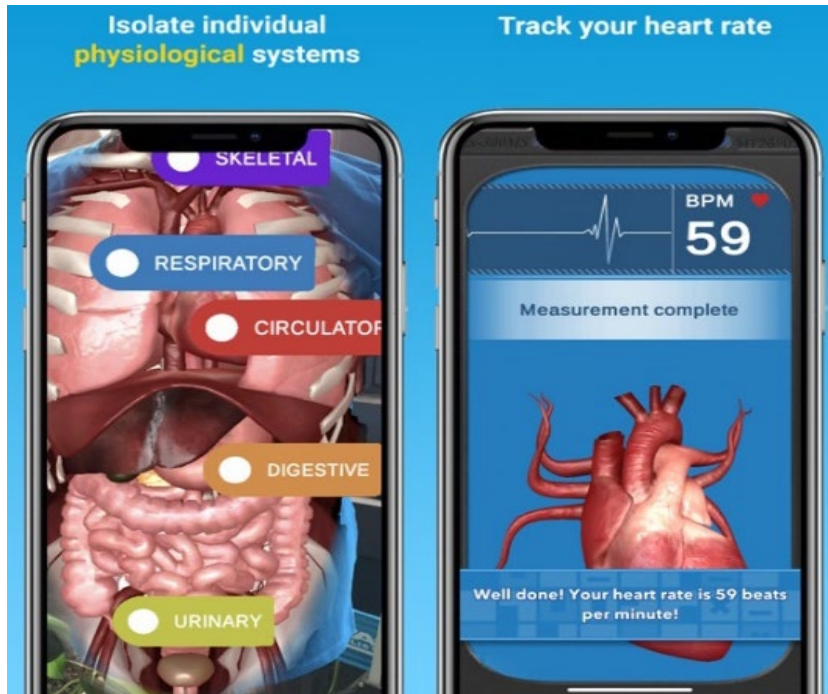 Isolate individual
physiological systems
SKELETAL
RESPIRATORY
CIRCULATOR
DIGESTIVE
URINARY
Track your heart rate
BPM
59
Measurement complete
Well done! Your heart rate is 59 beats
per minute!